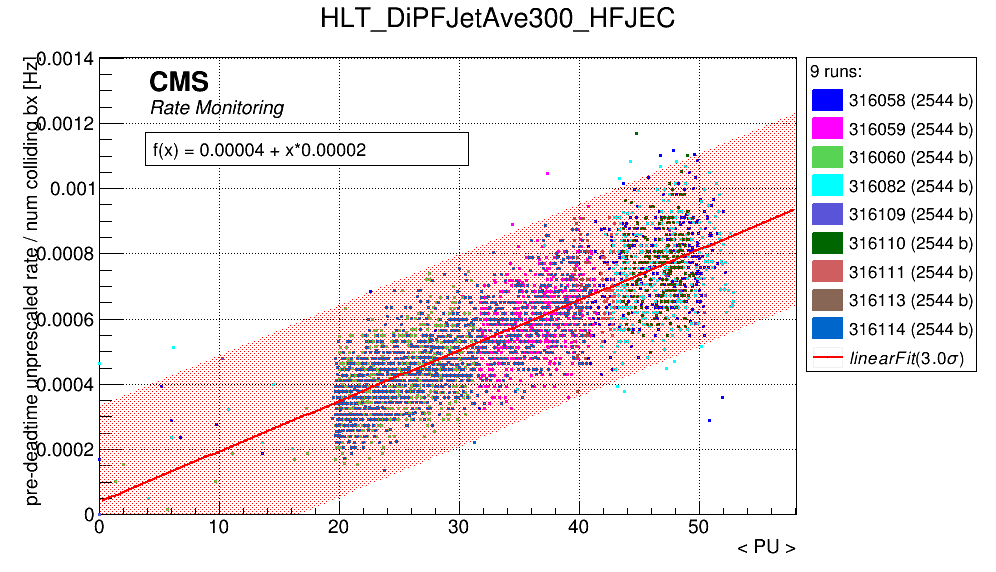 HLT_DiPFJetAve300_HFJEC
pre-deadtime unprescaled rate / num colliding bx [Hz]
0.0014
0.0012
0.001
0.0008
0.0006
0.0004
0.0002
0
CMS
Rate Monitoring
f(x) = 0.00004 + x*0.00002
0 10 20 30 40 50
< PU >
9 runs:
316058 (2544 b)
316059 (2544 b)
316060 (2544 b)
316082 (2544 b)
316109 (2544 b)
316110 (2544 b)
316111 (2544 b)
316113 (2544 b)
316114 (2544 b)
linearFit(3.0σ)